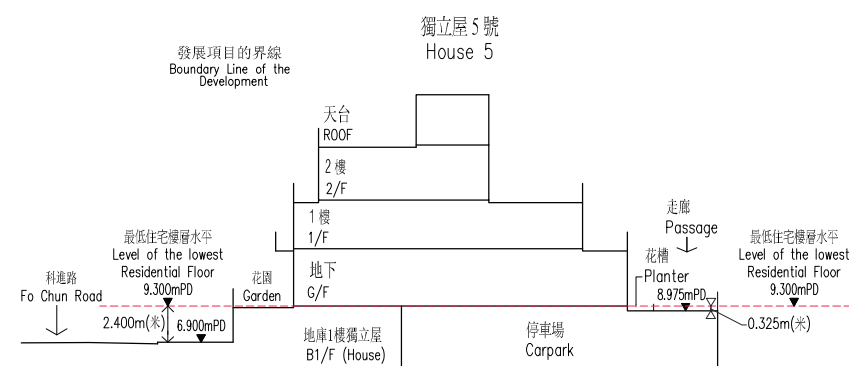 獨立屋 5 號
House 5
發展項目的界線
Boundary Line of the
Development
天台
ROOF
2 樓
2/F
1 樓
1/F
地下
G/F
走廊
Passage
最低住宅樓層水平
Level of the lowest
Residential Floor
9.300mPD
最低住宅樓層水平
Level of the lowest
Residential Floor
9.300mPD
科進路
Fo Chun Road
花園
Garden
花槽
Planter
8.975mPD
2.400m(米)
6.900mPD
0.325m(米)
地庫1樓獨立屋
B1/F (House)
停車場
Carpark